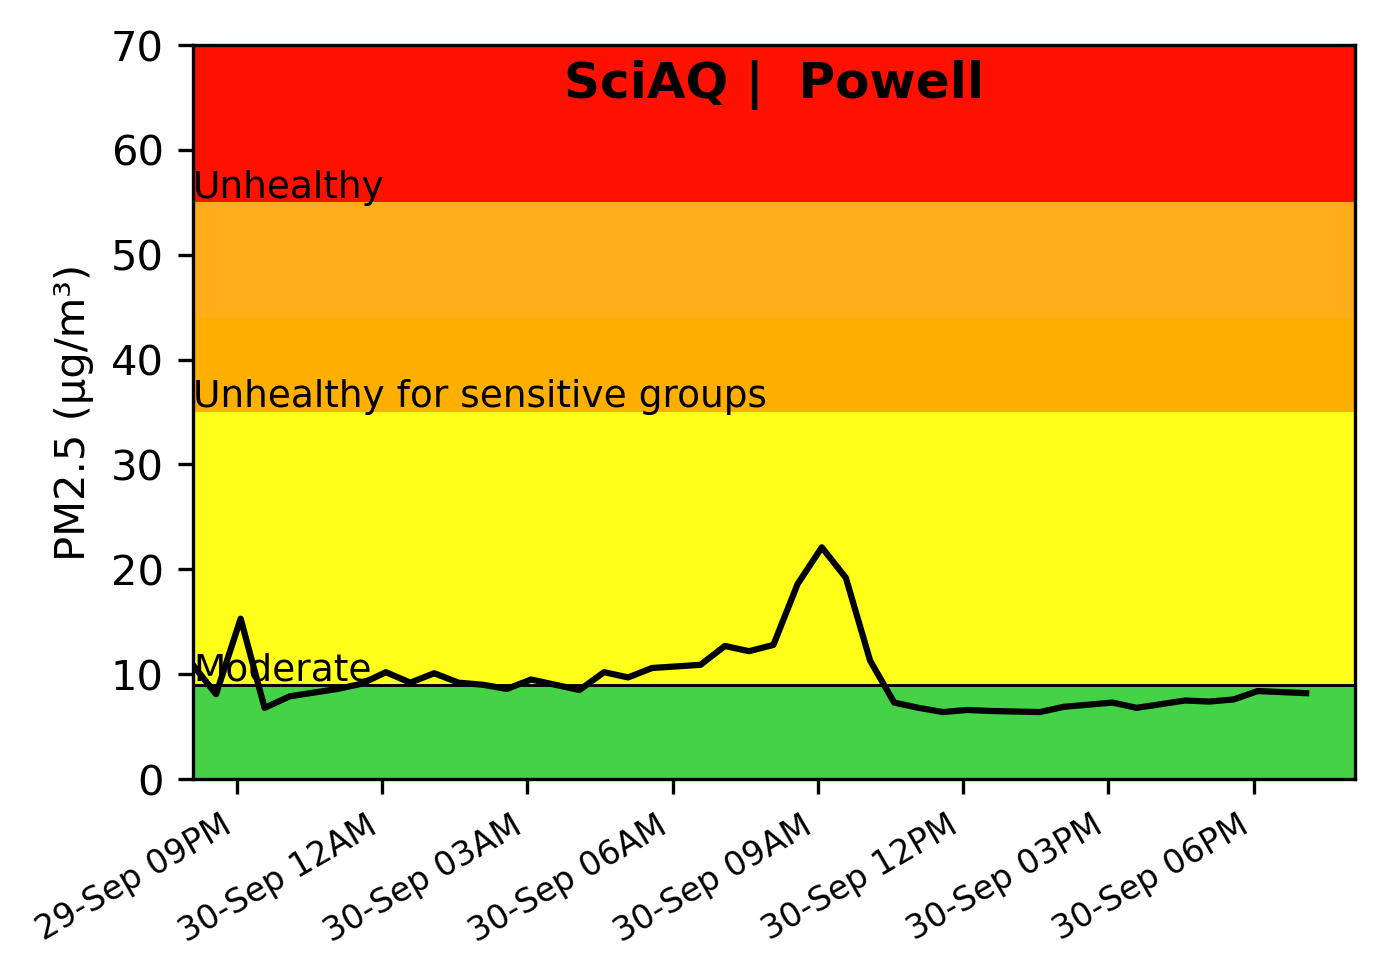 SciAQ |  Powell
70
60
50
40
30
20
10
0
PM2.5 (µg/m³)
Unhealthy
Unhealthy for sensitive groups
Moderate
29-Sep 09PM
30-Sep 12AM
30-Sep 03AM
30-Sep 06AM
30-Sep 09AM
30-Sep 12PM
30-Sep 03PM
30-Sep 06PM